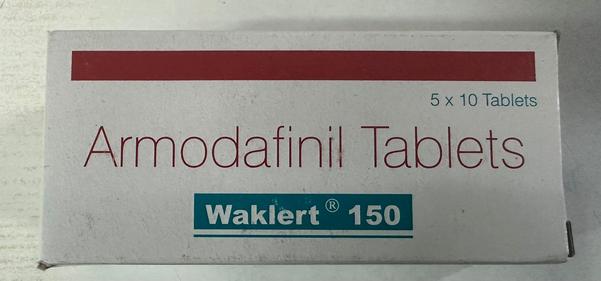 5 x 10 Tablets
Armodafinil Tablets
Waklert® 150